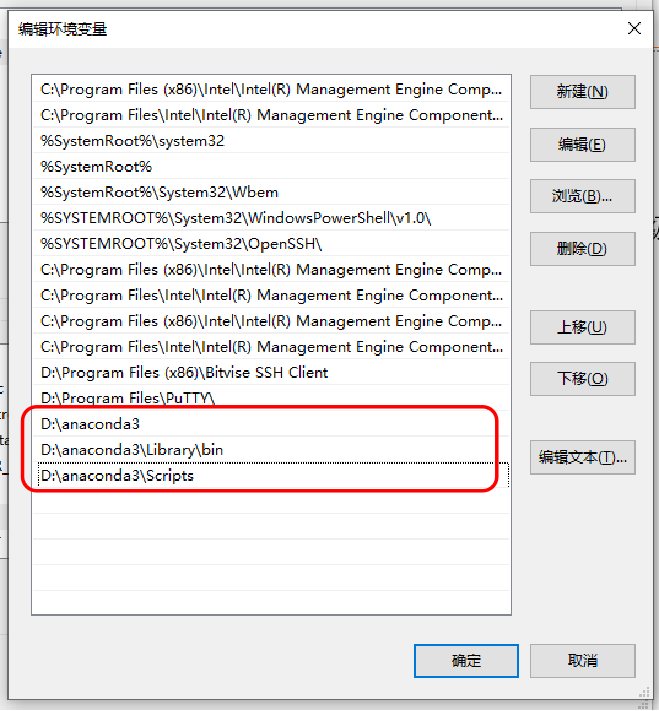 编辑环境变量
C:\Program Files (x86)\Intel\Intel(R) Management Engine Comp...
C:\Program Files\Intel\Intel(R) Management Engine Component...
%SystemRoot%\system32
%SystemRoot%
%SystemRoot%\System32\Wbem
%SYSTEMROOT%\System32\WindowsPowerShell\v1.0\
%SYSTEMROOT%\System32\OpenSSH\
C:\Program Files (x86)\Intel\Intel(R) Management Engine Comp...
C:\Program Files\Intel\Intel(R) Management Engine Component...
C:\Program Files (x86)\Intel\Intel(R) Management Engine Comp...
C:\Program Files\Intel\Intel(R) Management Engine Component...
D:\Program Files (x86)\Bitvise SSH Client
D:\Program Files\PuTTY\
D:\anaconda3
D:\anaconda3\Library\bin
D:\anaconda3\Scripts
新建(N)
编辑(E)
浏览(B)...
删除(D)
上移(U)
下移(O)
编辑文本(T)...
确定
取消